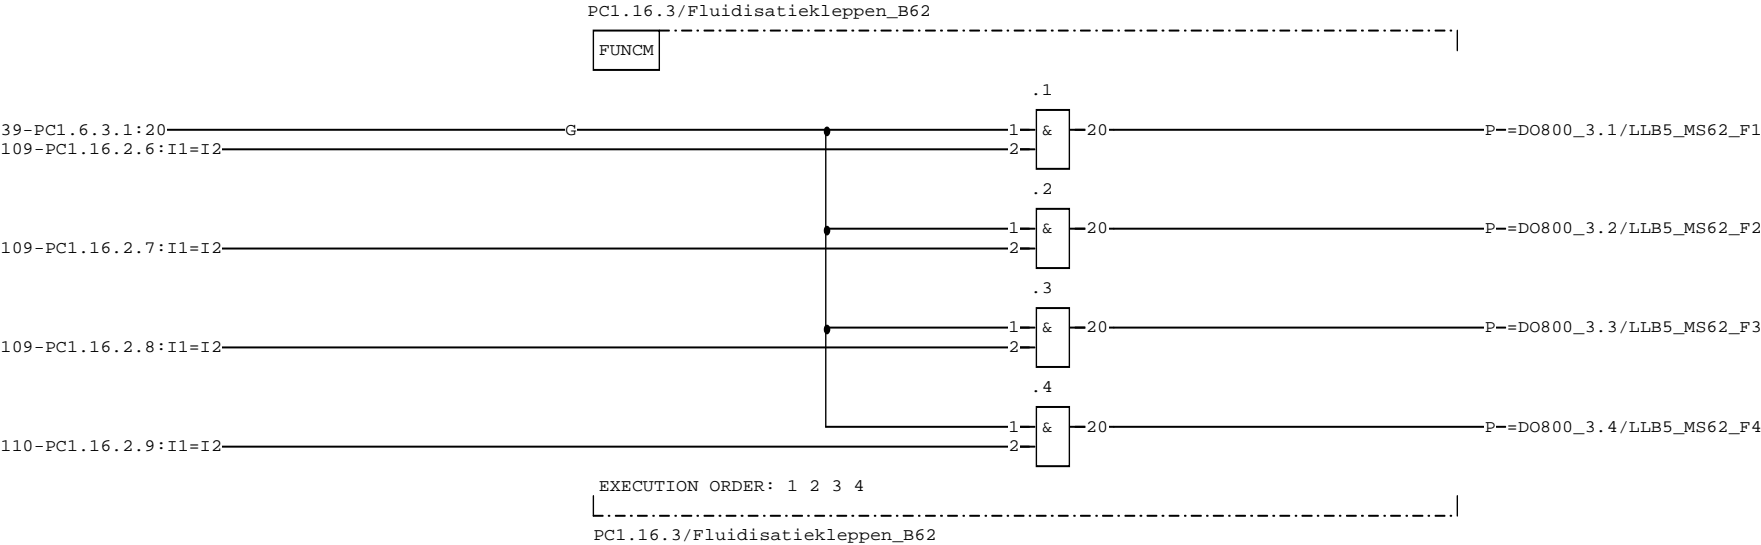 PC1.16.3/Fluidisatiekleppen_B62
FUNCM
.1
39-PC1.6.3.1:20 G 1 & 20 P-=DO800_3.1/LLB5_MS62_F1
109-PC1.16.2.6:I1=I2 2
.2
1 & 20 P-=DO800_3.2/LLB5_MS62_F2
109-PC1.16.2.7:I1=I2 2
.3
1 & 20 P-=DO800_3.3/LLB5_MS62_F3
109-PC1.16.2.8:I1=I2 2
.4
1 & 20 P-=DO800_3.4/LLB5_MS62_F4
110-PC1.16.2.9:I1=I2 2
EXECUTION ORDER: 1 2 3 4
PC1.16.3/Fluidisatiekleppen_B62